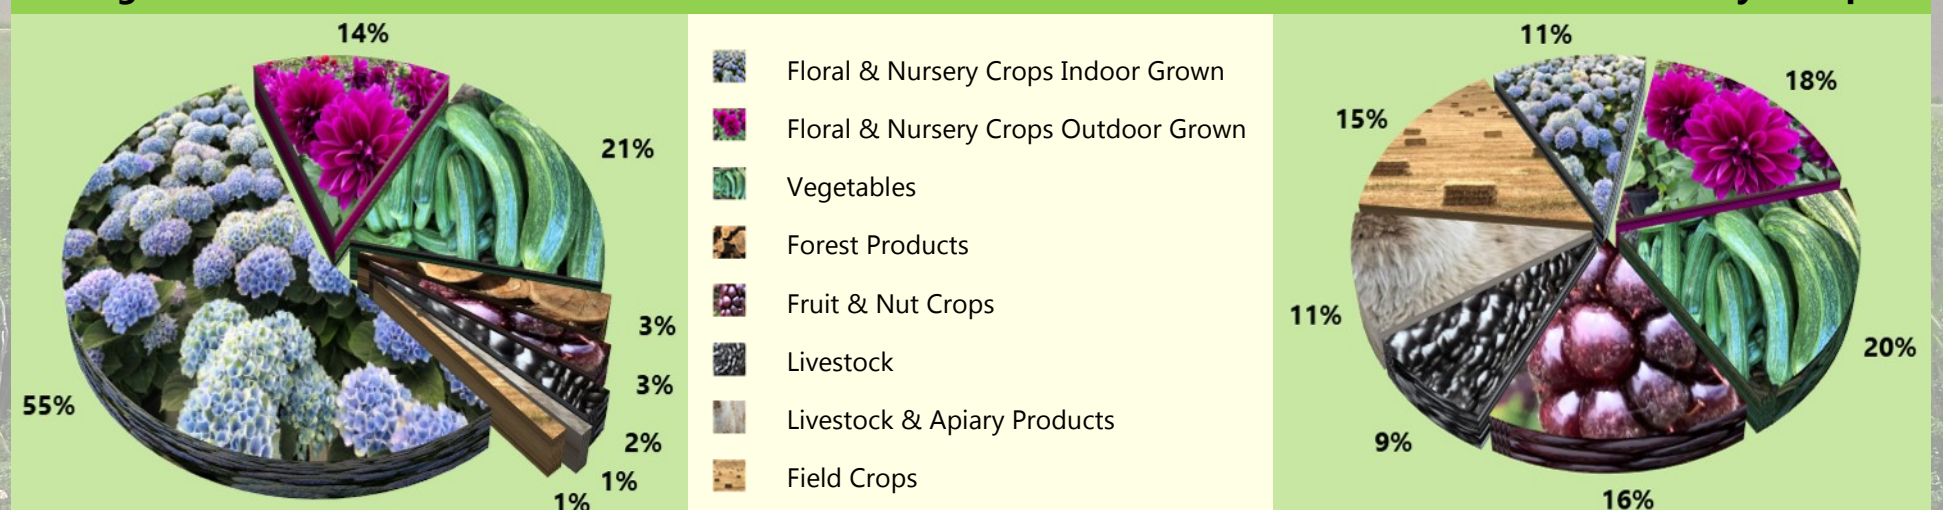 14%
21%
3%
3%
2%
1%
1%
55%
Floral & Nursery Crops Indoor Grown
Floral & Nursery Crops Outdoor Grown
Vegetables
Forest Products
Fruit & Nut Crops
Livestock
Livestock & Apiary Products
Field Crops
11%
18%
15%
11%
20%
9%
16%